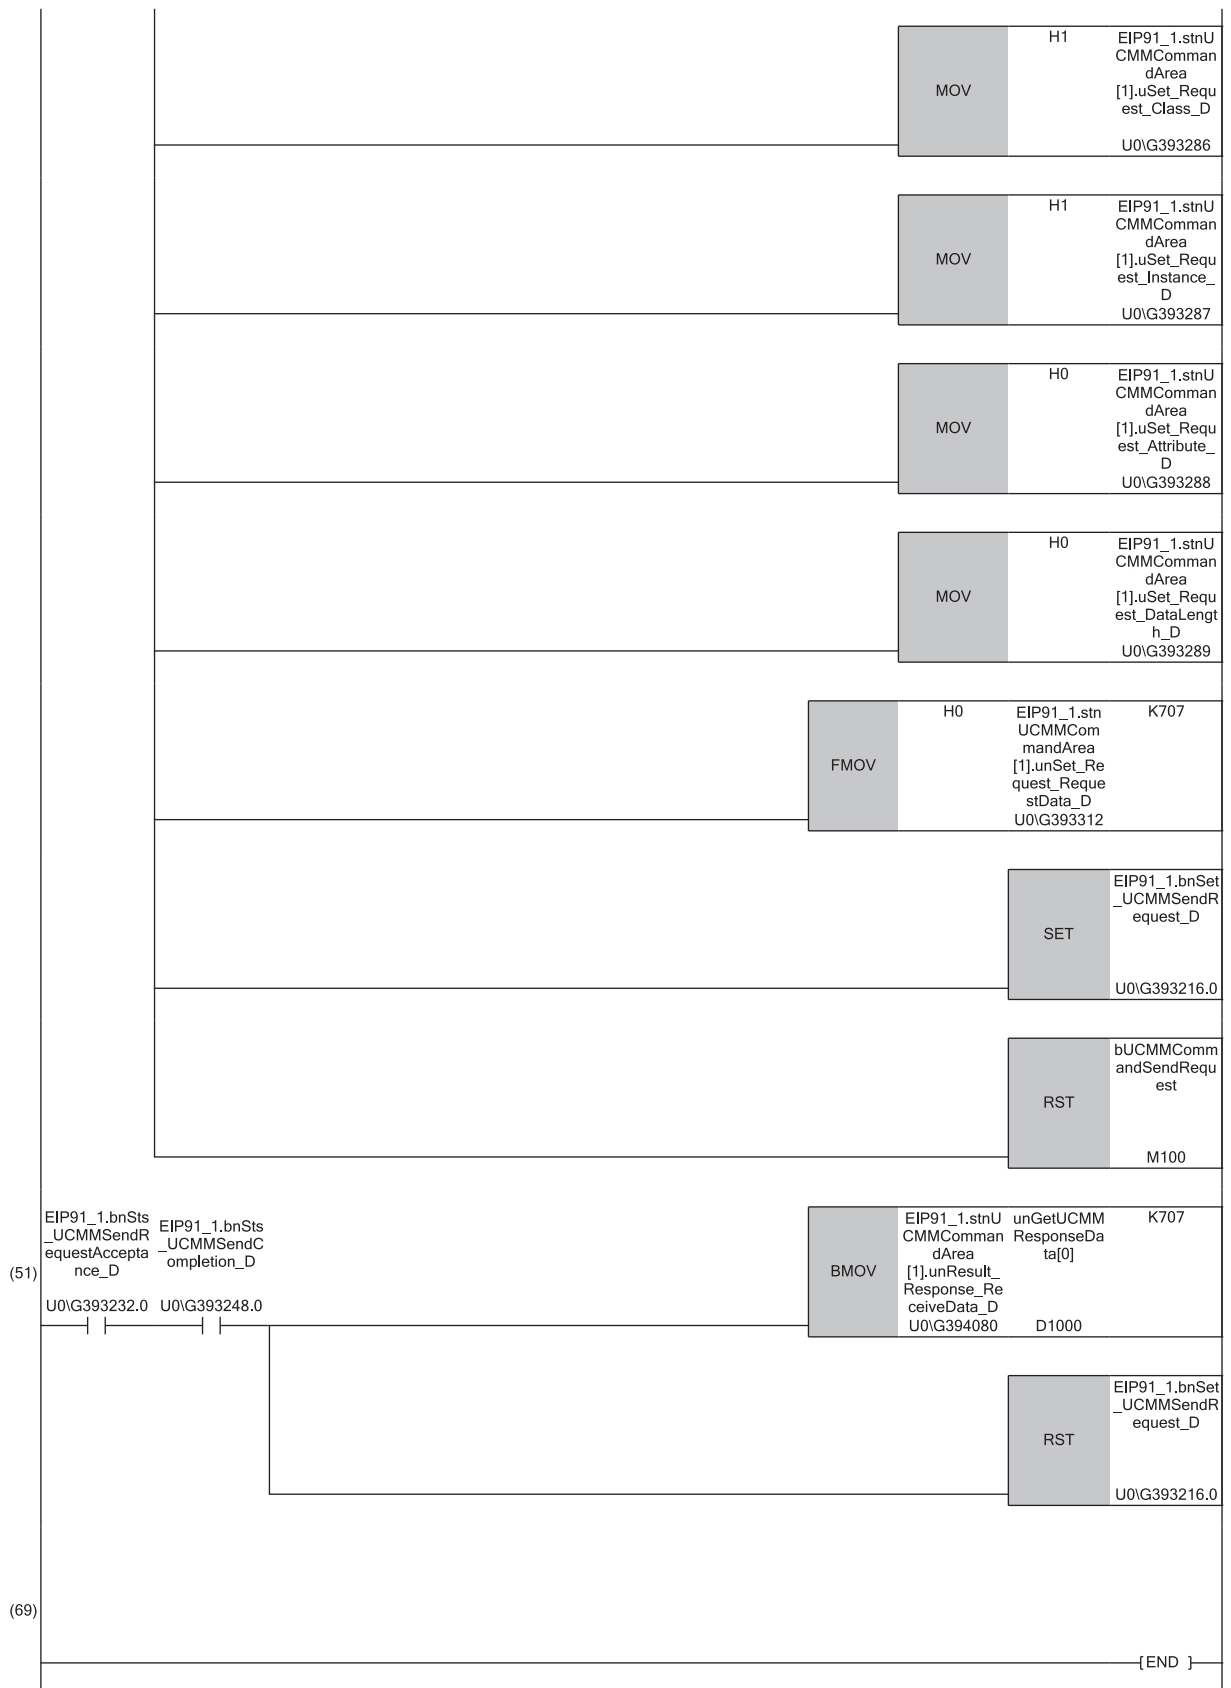 H1
EIP91_1.stnU
CMMComman
dArea
[1].uSet_Requ
est_Class_D
MOV
U0\G393286
H1
EIP91_1.stnU
CMMComman
dArea
[1].uSet_Requ
est_Instance_
D
MOV
U0\G393287
H0
EIP91_1.stnU
CMMComman
dArea
[1].uSet_Requ
est_Attribute_
D
MOV
U0\G393288
H0
EIP91_1.stnU
CMMComman
dArea
[1].uSet_Requ
est_DataLengt
h_D
MOV
U0\G393289
H0
EIP91_1.stn
UCMMCom
mandArea
[1].unSet_Re
quest_Reque
stData_D
U0\G393312
K707
FMOV
EIP91_1.bnSet
_UCMMSendR
equest_D
SET
U0\G393216.0
bUCMMComm
andSendRequ
est
RST
M100
(51)
EIP91_1.bnSts
_UCMMSendR
equestAccepta
nce_D
U0\G393232.0
EIP91_1.bnSts
_UCMMSendC
ompletion_D
U0\G393248.0
BMOV
EIP91_1.stnU
CMMComman
dArea
[1].unResult_
Response_Re
ceiveData_D
U0\G394080
unGetUCMM
ResponseDa
ta[0]
D1000
K707
EIP91_1.bnSet
_UCMMSendR
equest_D
RST
U0\G393216.0
(69)
[END ]